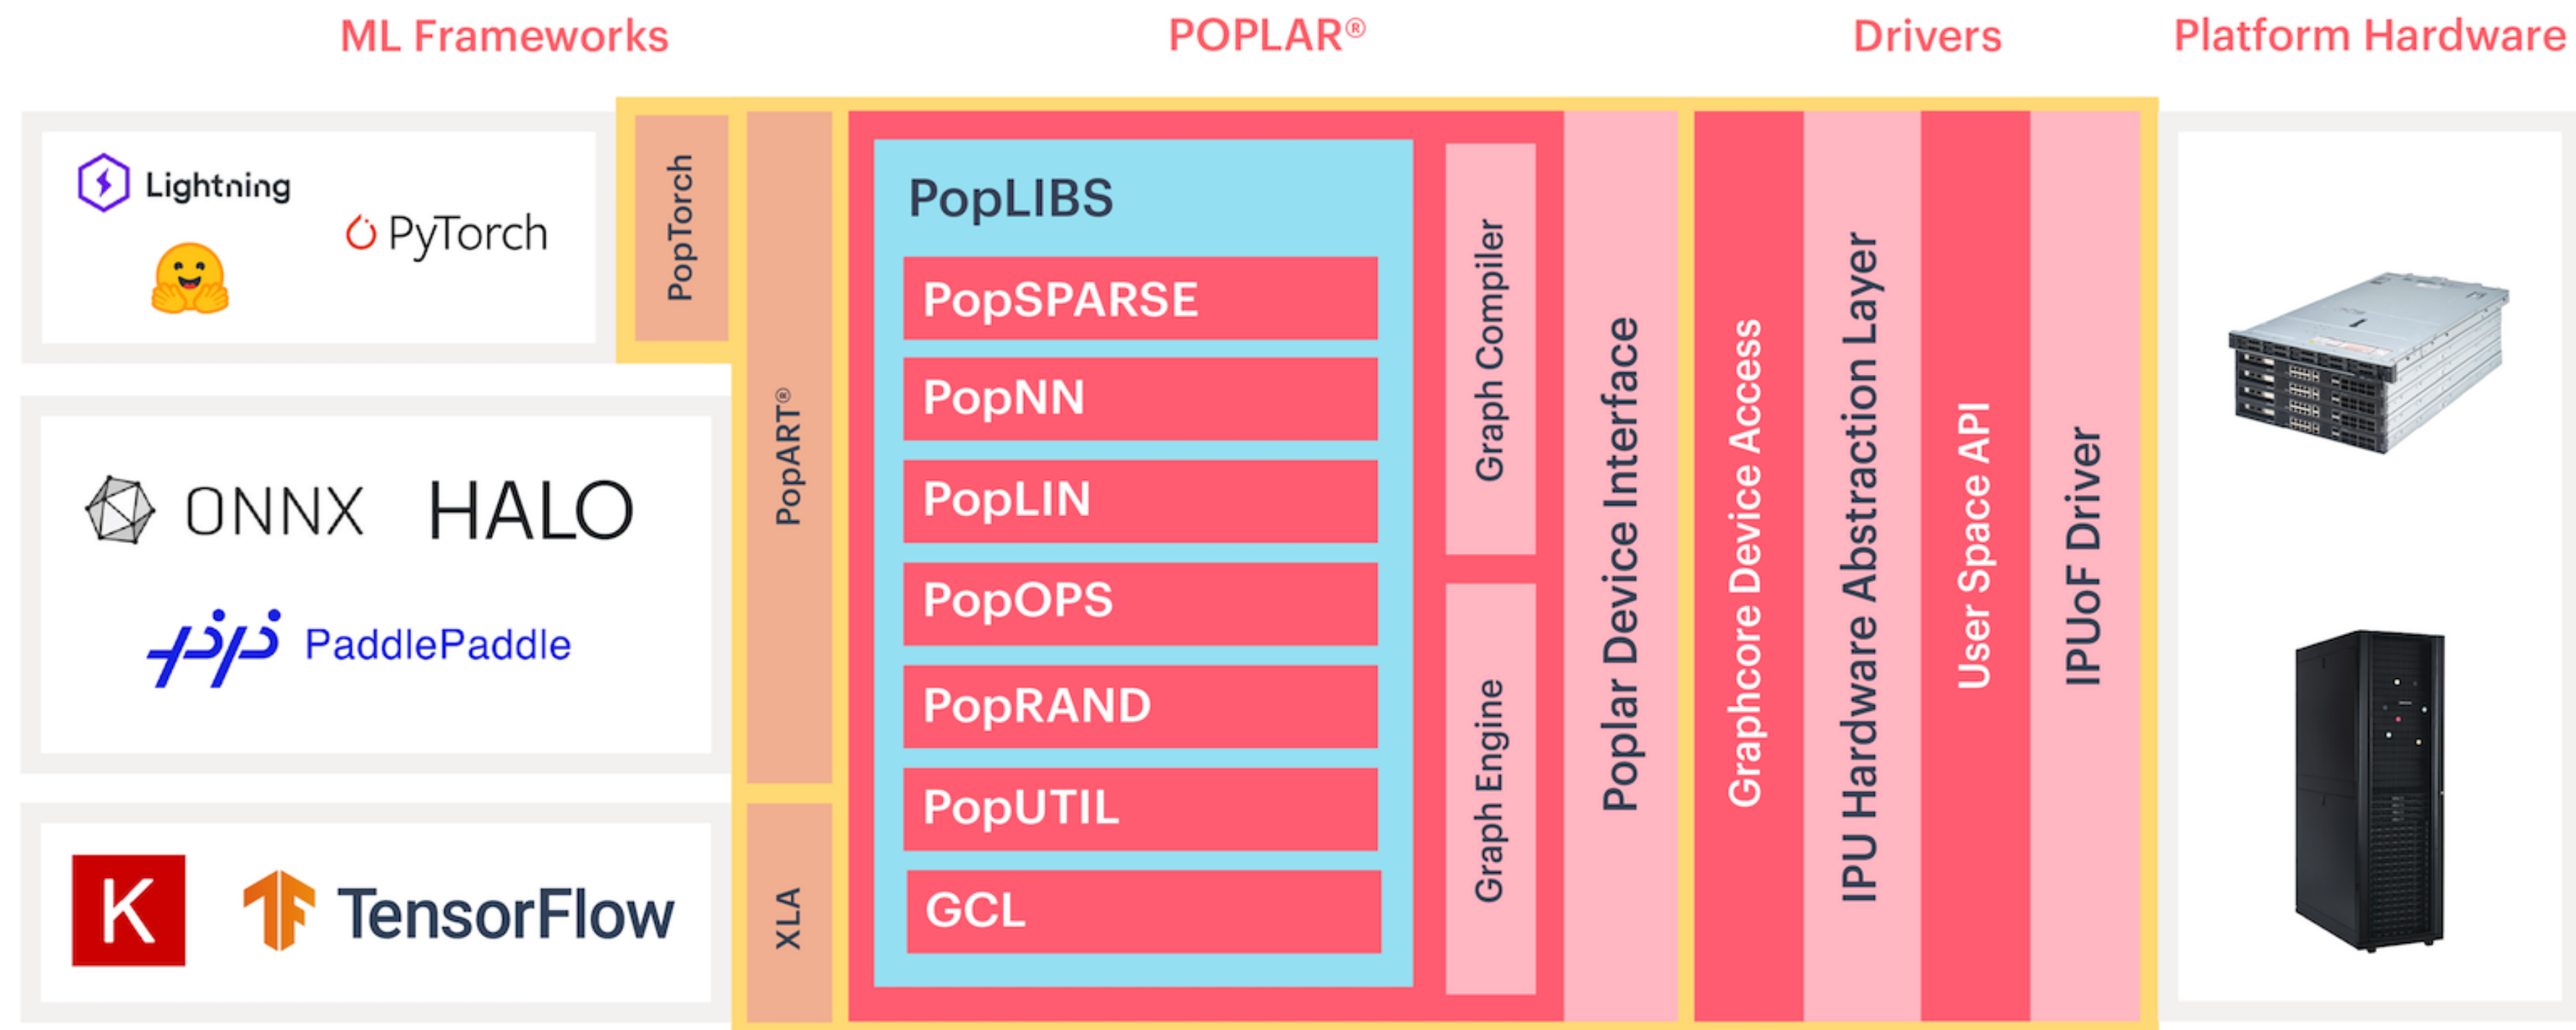 ML Frameworks
POPLAR®
Drivers
Platform Hardware
Lightning
PyTorch
ONNX
HALO
PaddlePaddle
K
TensorFlow
PopTorch
PopART®
XLA
PopLIBS
PopSPARSE
PopNN
PopLIN
PopOPS
PopRAND
PopUTIL
GCL
Graph Compiler
Graph Engine
Poplar Device Interface
Graphcore Device Access
IPU Hardware Abstraction Layer
User Space API
IPUoF Driver